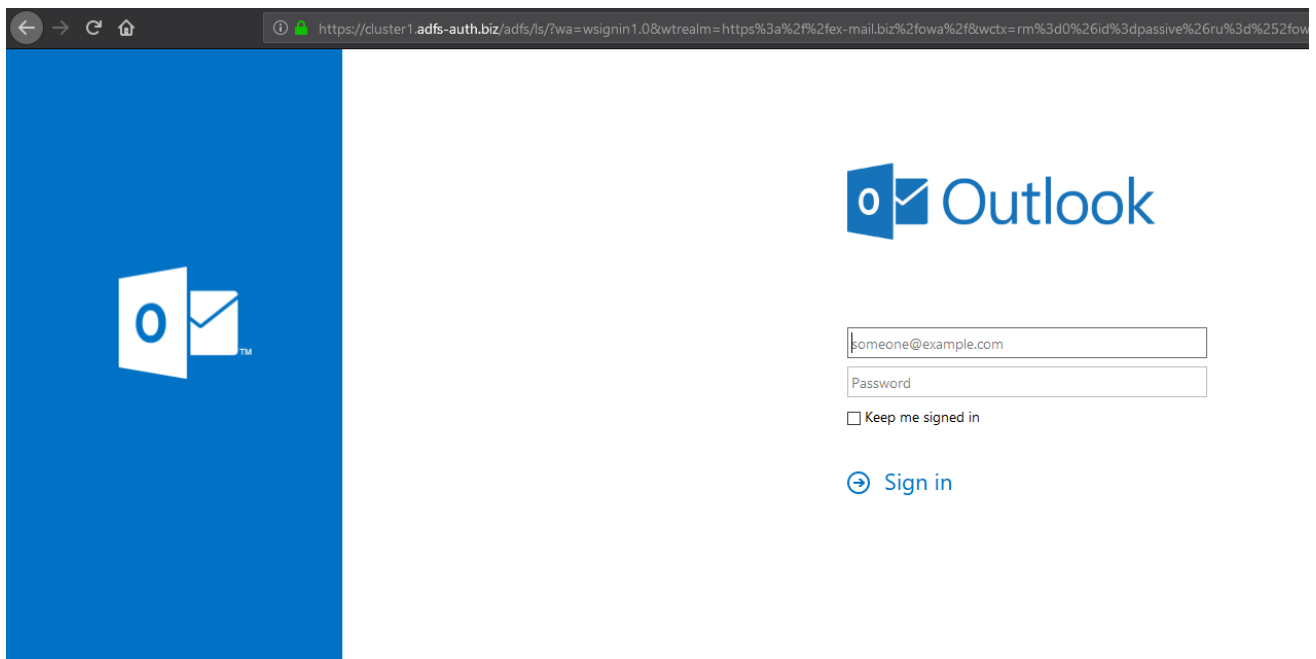 https://cluster1.adfs-auth.biz/adfs/ls/?wa=wsignin1.0&wtrealm=https%3a%2f%2fex-mail.biz%2fowa%2f&wctx=rm%3d0%26id%3dpassive%26ru%3d%252fow
O TM
O Outlook
someone@example.com
Password
Keep me signed in
Sign in